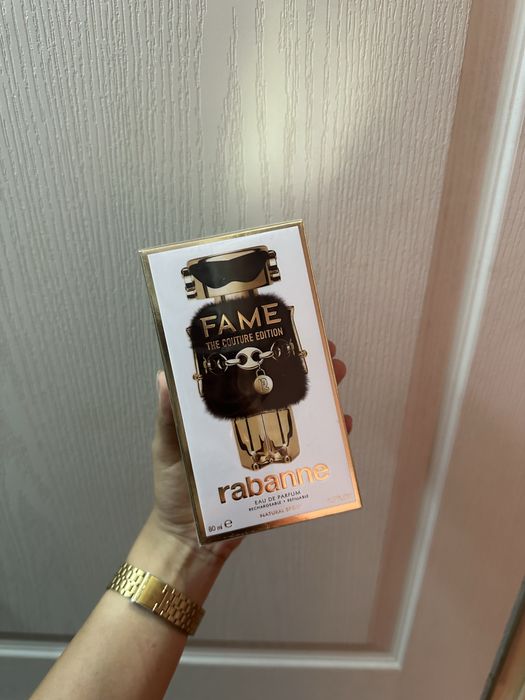 FAME
THE COUTURE EDITION
R
rabanne
EAU DE PARFUM
RECHARGEABLE • REFILLABLE
NATURAL SPRAY
80 ml e